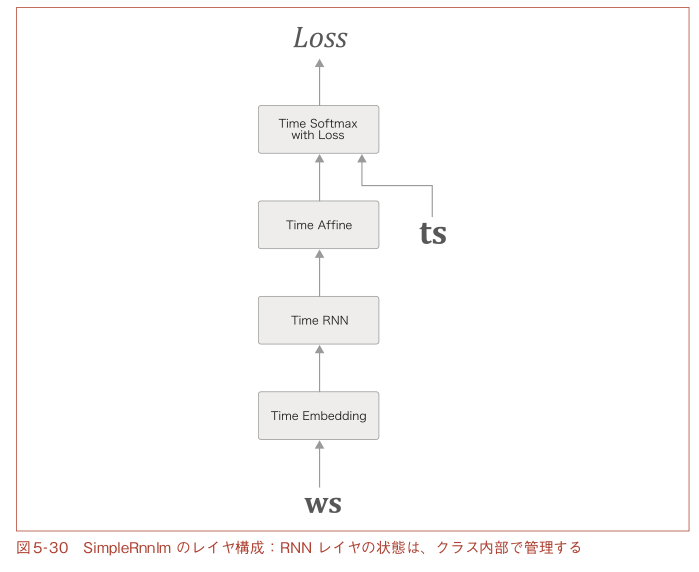 Loss
Time Softmax
with Loss
Time Affine
ts
Time RNN
Time Embedding
ws
図5-30 SimpleRnnlm のレイヤ構成：RNN レイヤの状態は、クラス内部で管理する